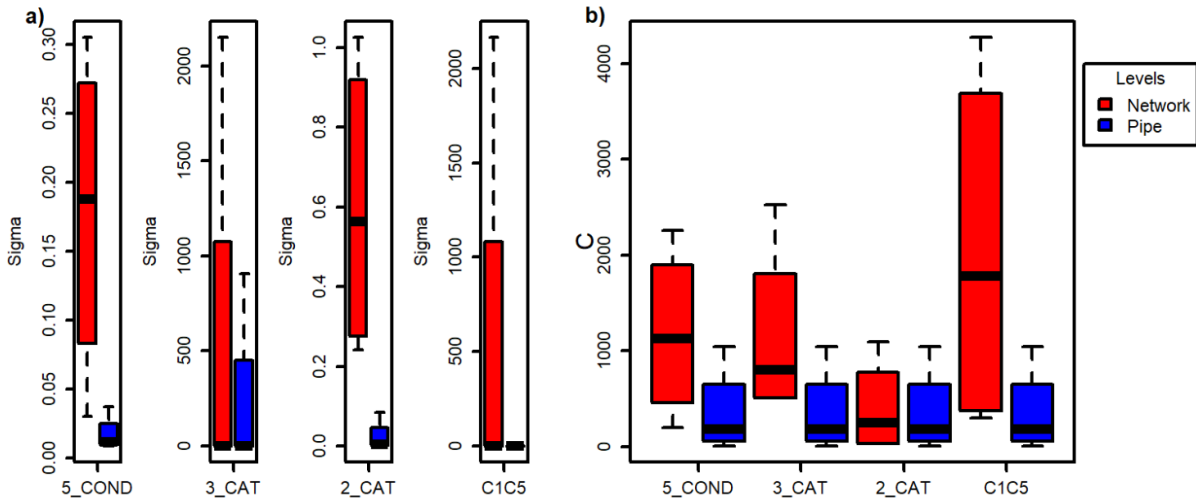 a)
Sigma
0.00 0.05 0.10 0.15 0.20 0.25 0.30
5_COND
Sigma
0 500 1000 1500 2000
3_CAT
Sigma
0.0 0.2 0.4 0.6 0.8 1.0
2_CAT
Sigma
0 500 1000 1500 2000
C1C5
b)
C
0 1000 2000 3000 4000
5_COND 3_CAT 2_CAT C1C5
Levels
Network
Pipe